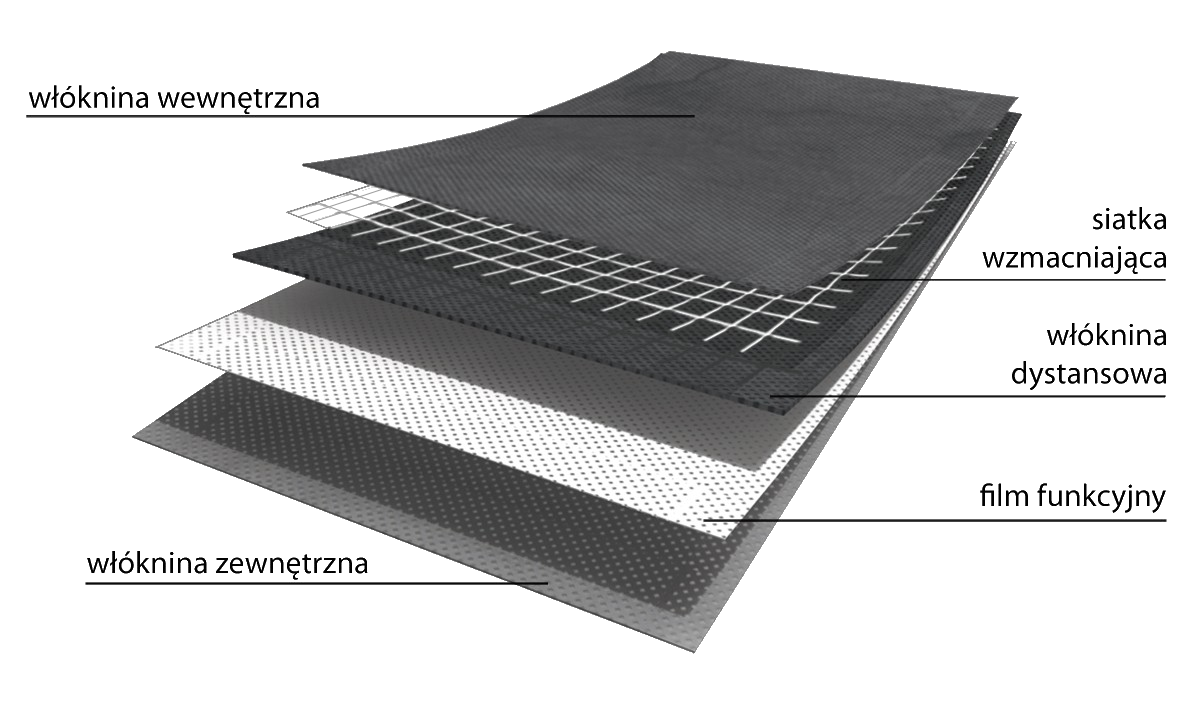 włóknina wewnętrzna
siatka
wzmacniająca
włóknina
dystansowa
film funkcyjny
włóknina zewnętrzna